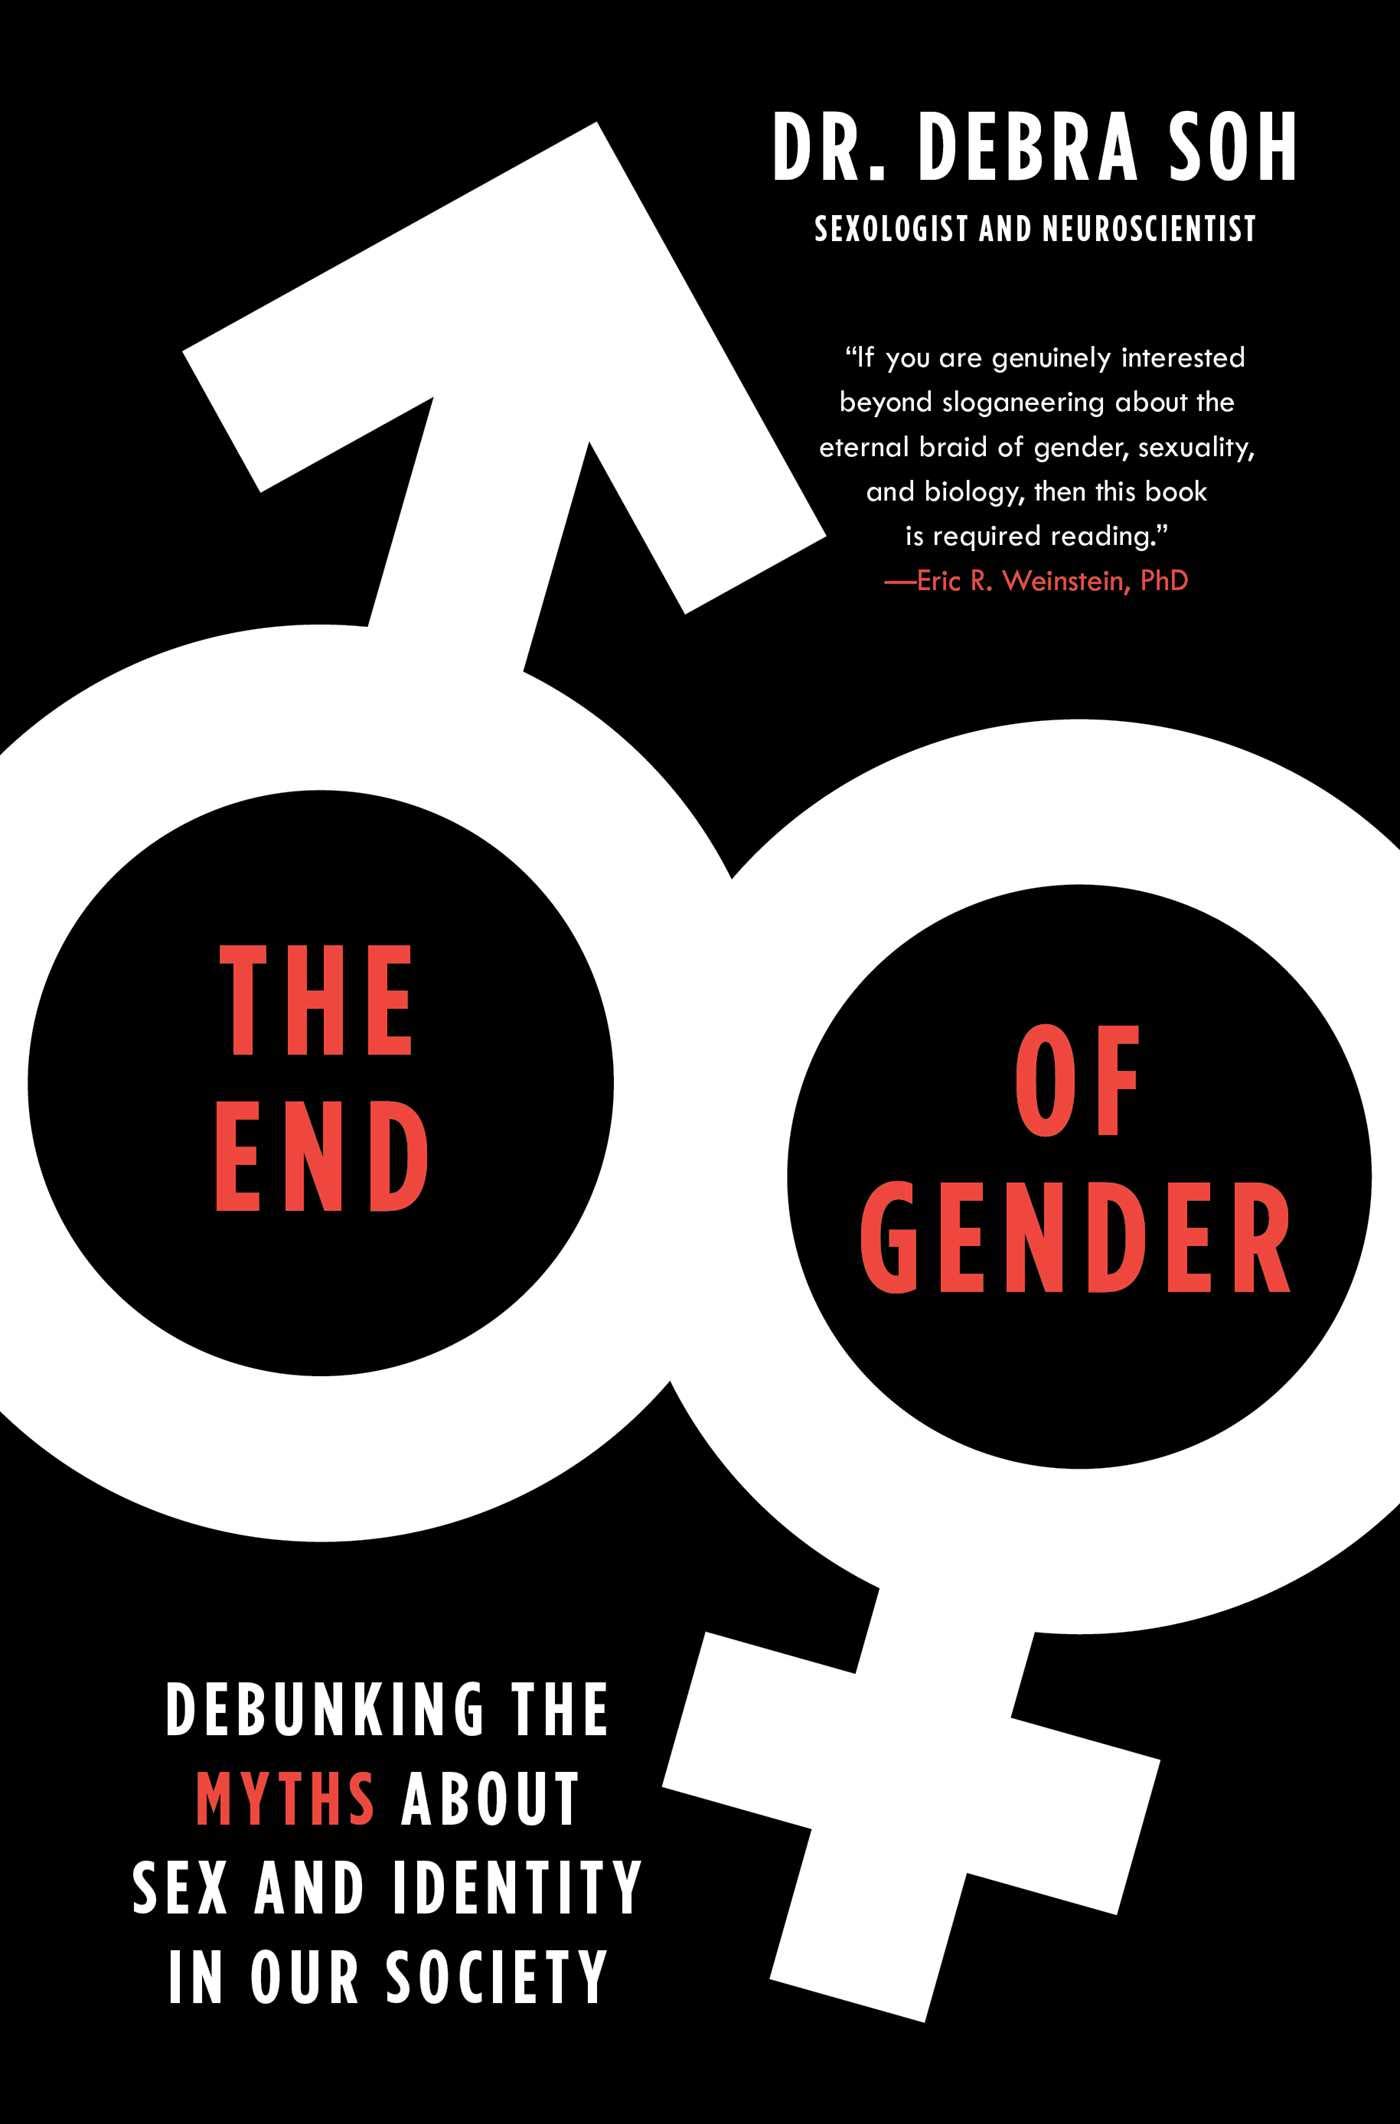 DR. DEBRA SOH
SEXOLOGIST AND NEUROSCIENTIST
“If you are genuinely interested
beyond sloganeering about the
eternal braid of gender, sexuality,
and biology, then this book
is required reading.”
—Eric R. Weinstein, PhD
THE
END
OF
GENDER
DEBUNKING THE
MYTHS ABOUT
SEX AND IDENTITY
IN OUR SOCIETY